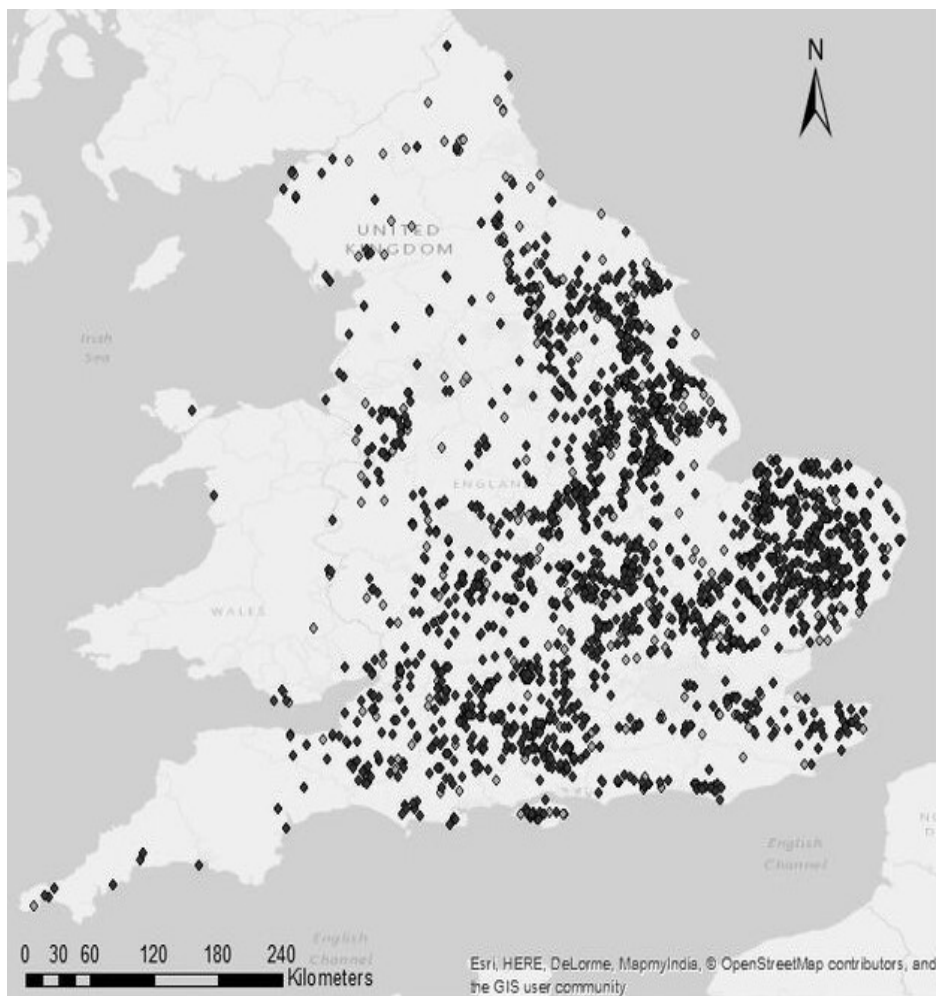 N
UNITED
KINGDOM
Irish
Sea
ENGLAN
WALES
English
Channel
English
Channel
0 30 60 120 180 240
Kilometers
Esri, HERE, DeLorme, MapmyIndia, © OpenStreetMap contributors, and
the GIS user community